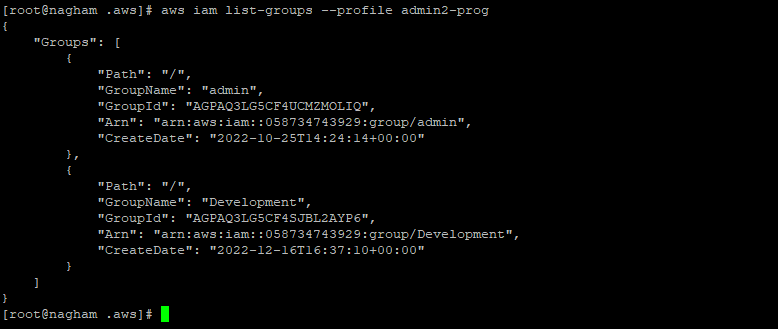 [root@nagham .aws]# aws iam list-groups --profile admin2-prog
{
    "Groups": [
        {
            "Path": "/",
            "GroupName": "admin",
            "GroupId": "AGPAQ3LG5CF4UCMZMOLIQ",
            "Arn": "arn:aws:iam::058734743929:group/admin",
            "CreateDate": "2022-10-25T14:24:14+00:00"
        },
        {
            "Path": "/",
            "GroupName": "Development",
            "GroupId": "AGPAQ3LG5CF4SJBL2AYP6",
            "Arn": "arn:aws:iam::058734743929:group/Development",
            "CreateDate": "2022-12-16T16:37:10+00:00"
        }
    ]
}
[root@nagham .aws]#